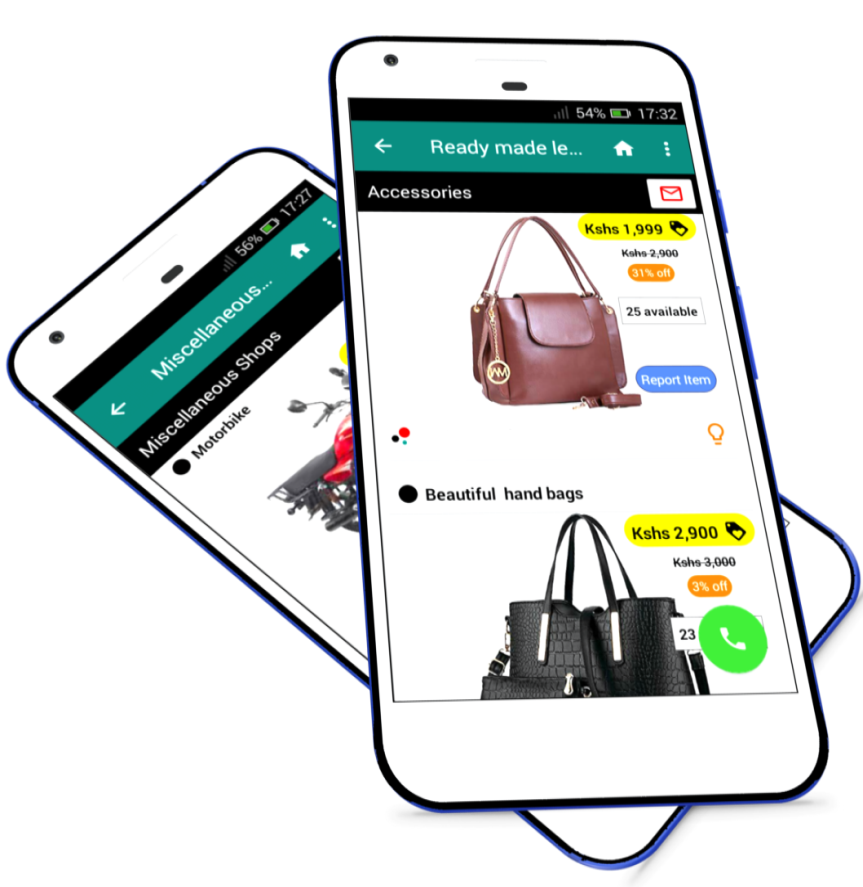 54% 17:32
Ready made le...
Accessories
Kshs 1,999
Kshs 2,900
31% off
25 available
Report Item
Beautiful hand bags
Kshs 2,900
Kshs 3,000
3% off
23
56% 17:27
Miscellaneous...
Miscellaneous Shops
Motorbike